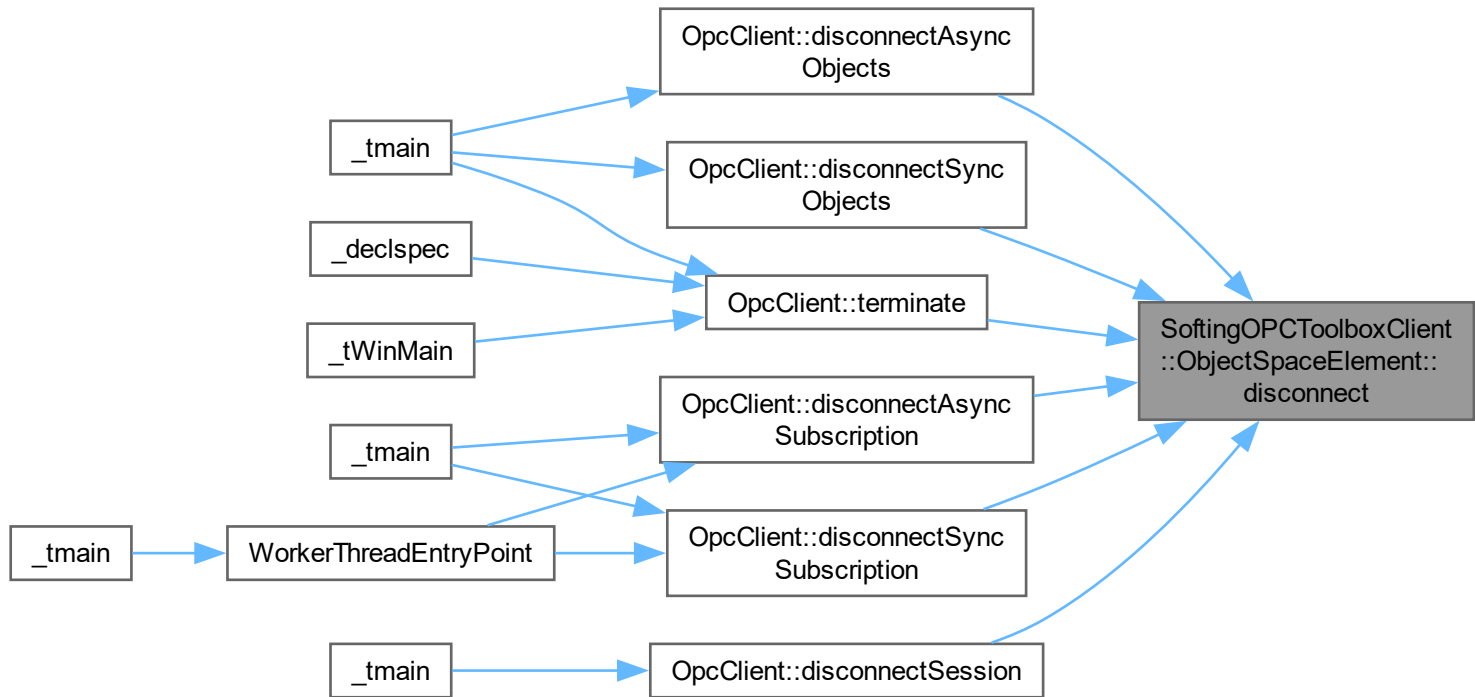 OpcClient::disconnectAsync
Objects
_tmain
OpcClient::disconnectSync
Objects
_declspec
OpcClient::terminate
_tWinMain
SoftingOPCToolboxClient
::ObjectSpaceElement::
disconnect
OpcClient::disconnectAsync
Subscription
_tmain
OpcClient::disconnectSync
Subscription
WorkerThreadEntryPoint
_tmain
OpcClient::disconnectSession
_tmain